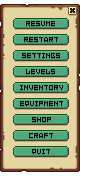 RESUME
RESTART
SETTINGS
LEVELS
INVENTORY
EQUIPMENT
SHOP
CRAFT
QUIT